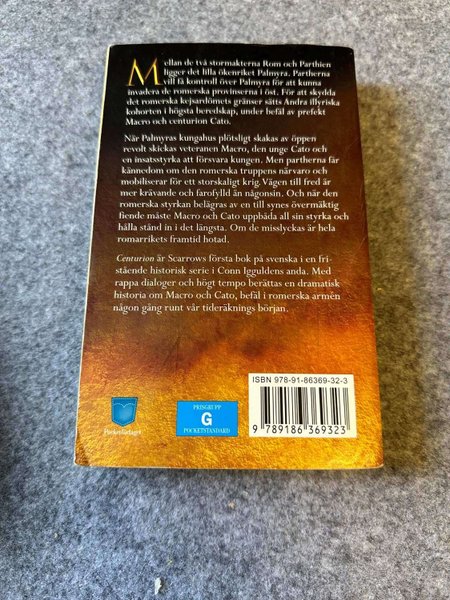 Mellan de två stormakterna Rom och Parthien
ligger det lilla ökenriket Palmyra. Partherna
vill få kontroll över Palmyra för att kunna
invadera de romerska provinserna i öst. För att skydda
det romerska kejsardömets gränser sätts Andra illyriska
kohorten i högsta beredskap, under befäl av prefekt
Macro och centurion Cato.
När Palmyras kungahus plötsligt skakas av öppen
revolt skickas veteranen Macro, den unge Cato och
en insatsstyrka att försvara kungen. Men partherna får
kännedom om den romerska truppens närvaro och
mobiliserar för ett storskaligt krig. Vägen till fred är
mer krävande och farofylld än någonsin. Och när den
romerska styrkan belägras av en till synes övermäktig
fiende måste Macro och Cato uppbåda all sin styrka och
hålla stånd in i det längsta. Om de misslyckas är hela
romarrikets framtid hotad.
Centurion är Scarrows första bok på svenska i en fri-
stående historisk serie i Conn Igguldens anda. Med
rappa dialoger och högt tempo berättas en dramatisk
historia om Macro och Cato, befäl i romerska armén
någon gång runt vår tideräknings början.
ISBN 978-91-86369-32-3
9 789186 369323
PRISGRUPP
G
POCKETSTANDARD
Pocketförlaget